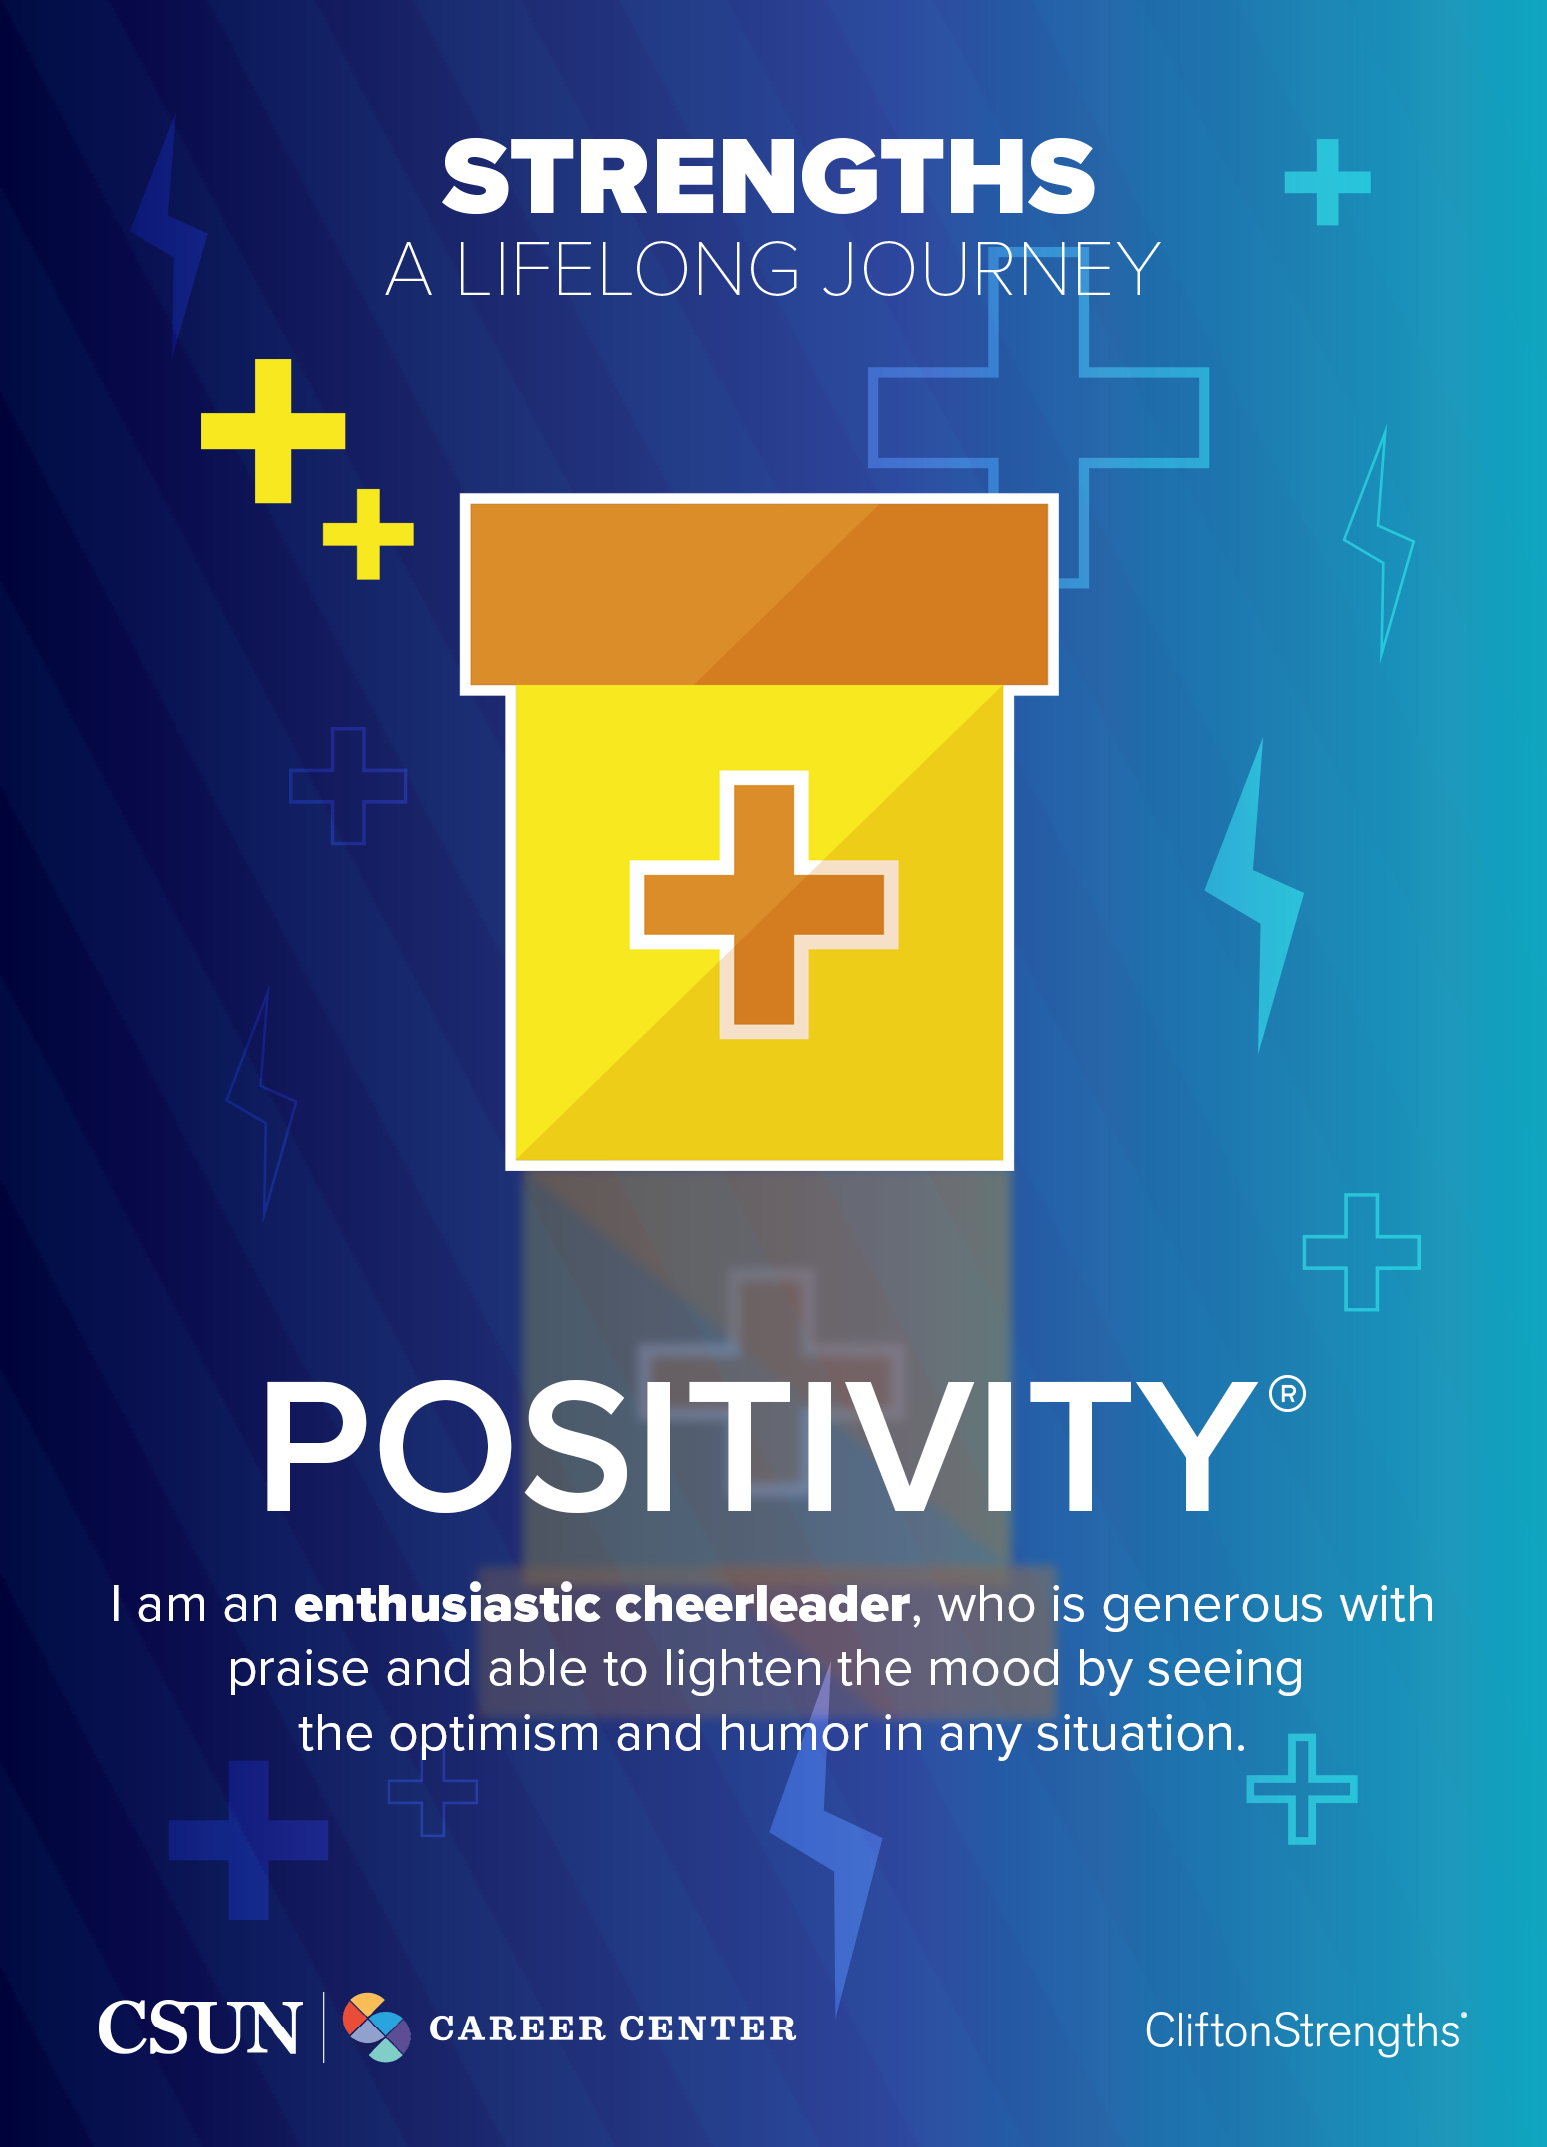 STRENGTHS
A LIFELONG JOURNEY
POSITIVITY®
I am an enthusiastic cheerleader, who is generous with
praise and able to lighten the mood by seeing
the optimism and humor in any situation.
CSUN | CAREER CENTER
CliftonStrengths®